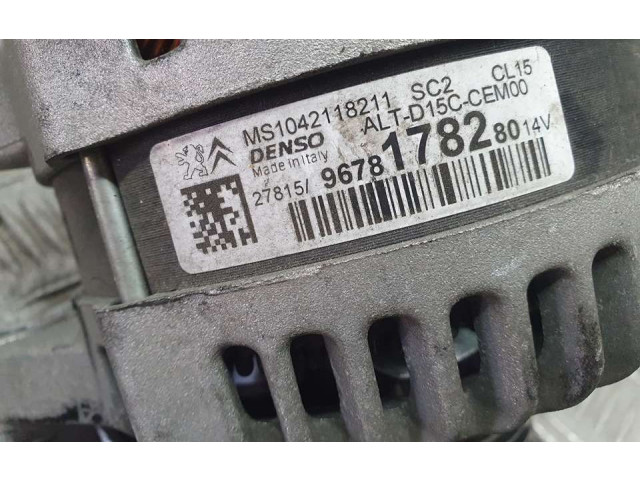 MS1042118211 SC2 CL15
DENSO ALT-D15C-CEM00
Made in Italy
27815/ 9678178280 14V